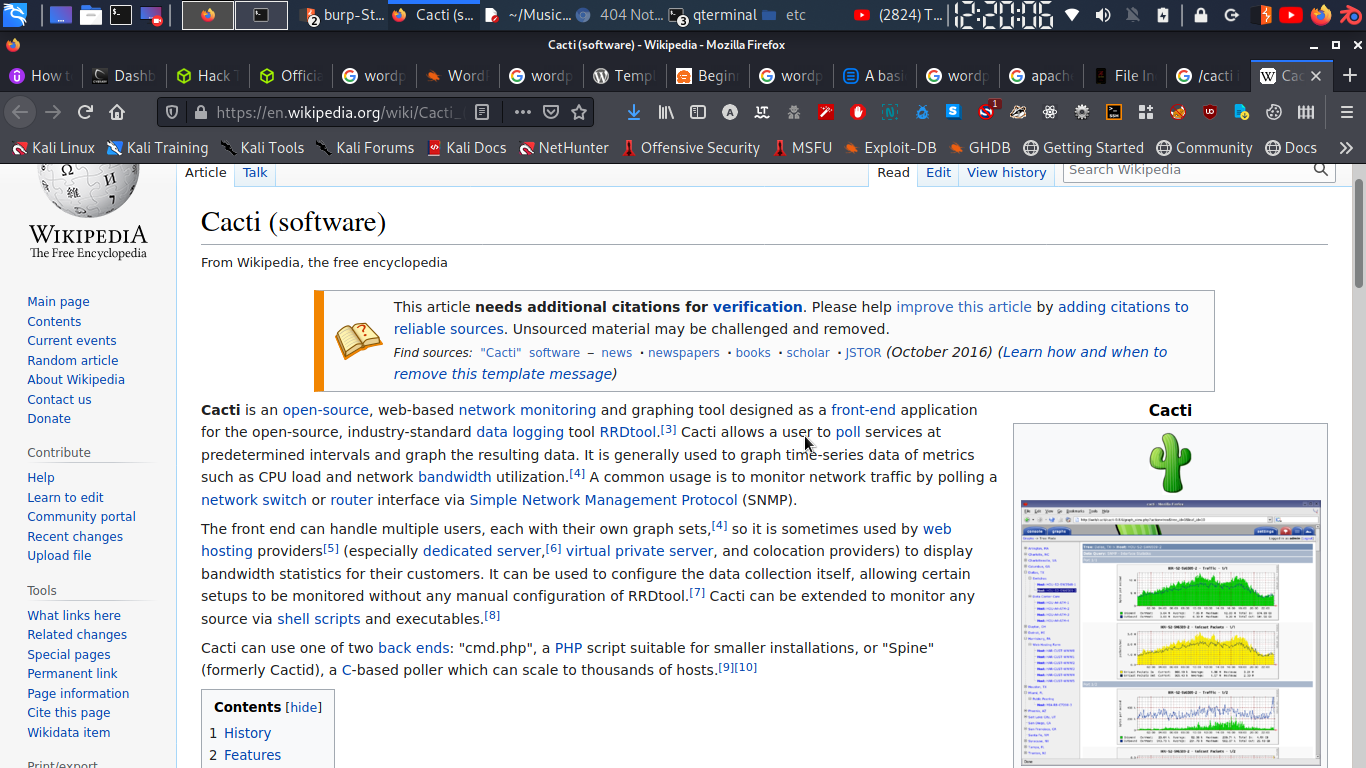 2 burp-St...
Cacti (s...
~/Music...
404 Not...
3 qterminal
etc
(2824) T...
12:20:06
Cacti (software) - Wikipedia - Mozilla Firefox
How to
Dashb
Hack T
Officia
wordp
Wordl
wordp
Templ
Beginn
wordp
A basi
wordp
apach
File In
/cacti i
Cac
https://en.wikipedia.org/wiki/Cacti_
1
Kali Linux
Kali Training
Kali Tools
Kali Forums
Kali Docs
NetHunter
Offensive Security
MSFU
Exploit-DB
GHDB
Getting Started
Community
Docs
Article Talk
Read Edit View history
Search Wikipedia
WIKIPEDIA
The Free Encyclopedia
Main page
Contents
Current events
Random article
About Wikipedia
Contact us
Donate
Contribute
Help
Learn to edit
Community portal
Recent changes
Upload file
Tools
What links here
Related changes
Special pages
Permanent link
Page information
Cite this page
Wikidata item
Print/export
Cacti (software)
From Wikipedia, the free encyclopedia
This article needs additional citations for verification. Please help improve this article by adding citations to
reliable sources. Unsourced material may be challenged and removed.
Find sources: "Cacti" software – news · newspapers · books · scholar · JSTOR (October 2016) (Learn how and when to
remove this template message)
Cacti is an open-source, web-based network monitoring and graphing tool designed as a front-end application
for the open-source, industry-standard data logging tool RRDtool.[3] Cacti allows a user to poll services at
predetermined intervals and graph the resulting data. It is generally used to graph time-series data of metrics
such as CPU load and network bandwidth utilization.[4] A common usage is to monitor network traffic by polling a
network switch or router interface via Simple Network Management Protocol (SNMP).
The front end can handle multiple users, each with their own graph sets,[4] so it is sometimes used by web
hosting providers[5] (especially dedicated server,[6] virtual private server, and colocation providers) to display
bandwidth statistics for their customers. It can be used to configure the data collection itself, allowing certain
setups to be monitored without any manual configuration of RRDtool.[7] Cacti can be extended to monitor any
source via shell scripts and executables.[8]
Cacti can use one of two back ends: "cmd.php", a PHP script suitable for smaller installations, or "Spine"
(formerly Cactid), a C-based poller which can scale to thousands of hosts.[9][10]
Contents [hide]
1 History
2 Features
Cacti